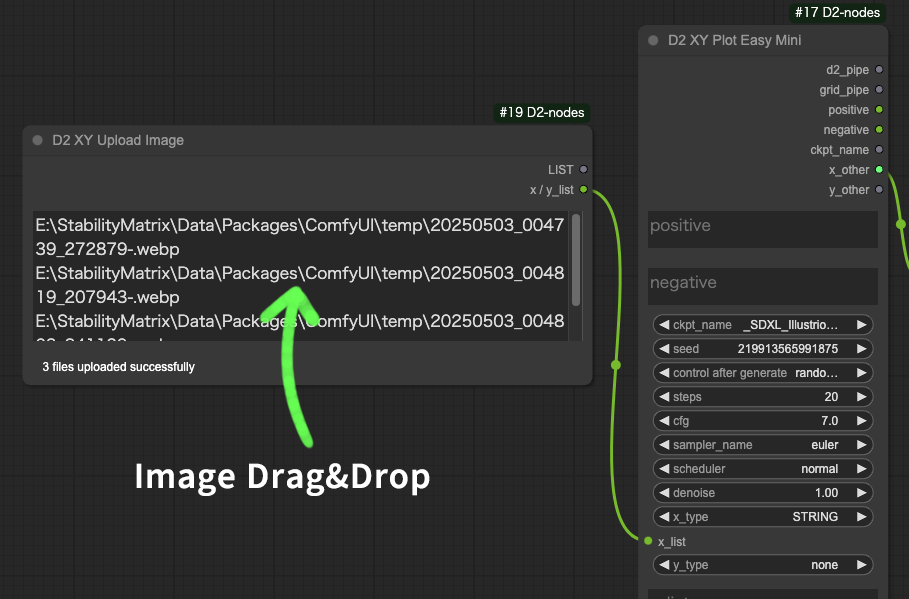 #17 D2-nodes
D2 XY Plot Easy Mini
d2_pipe
grid_pipe
positive
negative
ckpt_name
x_other
y_other
#19 D2-nodes
D2 XY Upload Image
LIST
x / y_list
E:\StabilityMatrix\Data\Packages\ComfyUI\temp\20250503_0047
39_272879-.webp
E:\StabilityMatrix\Data\Packages\ComfyUI\temp\20250503_0048
19_207943-.webp
E:\StabilityMatrix\Data\Packages\ComfyUI\temp\20250503_0048
3 files uploaded successfully
Image Drag&Drop
positive
negative
ckpt_name _SDXL_Illustrio...
seed 219913565991875
control after generate rando...
steps 20
cfg 7.0
sampler_name euler
scheduler normal
denoise 1.00
x_type STRING
x_list
y_type none